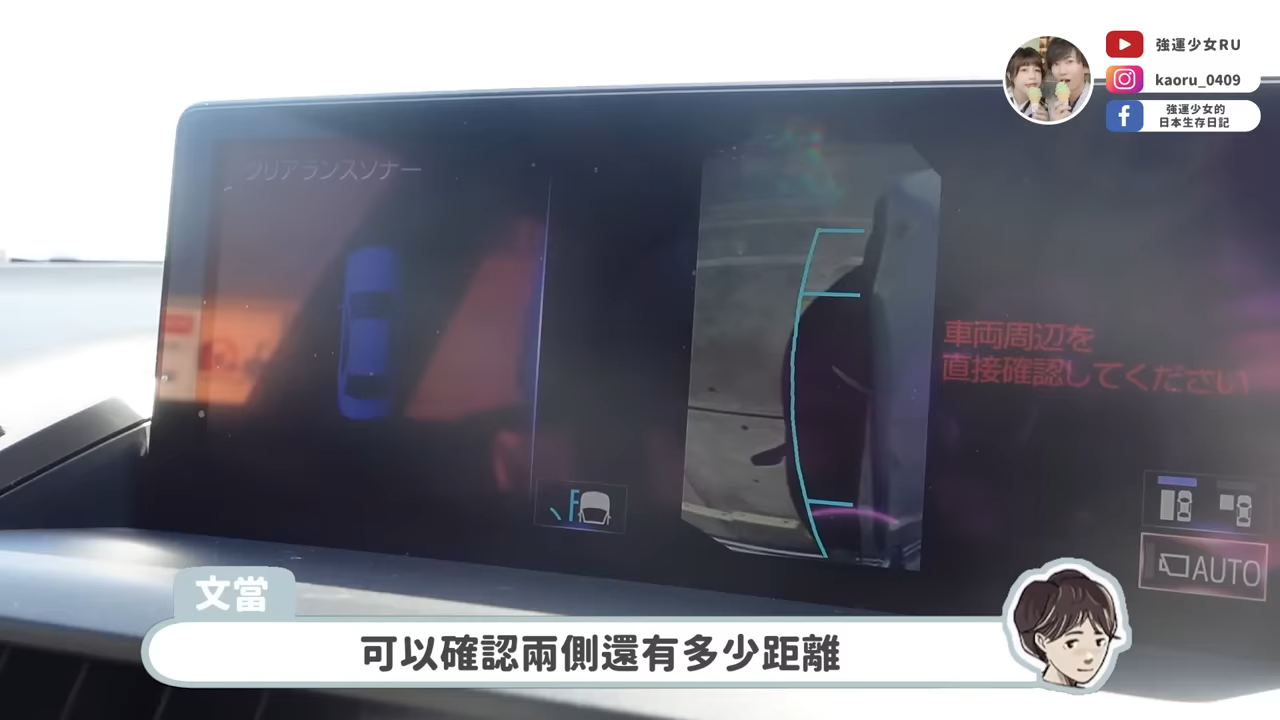 強運少女RU
kaoru_0409
強運少女的
日本生存日記
クリアランスソナー
車両周辺を
直接確認してください
AUTO
文當
可以確認兩側還有多少距離